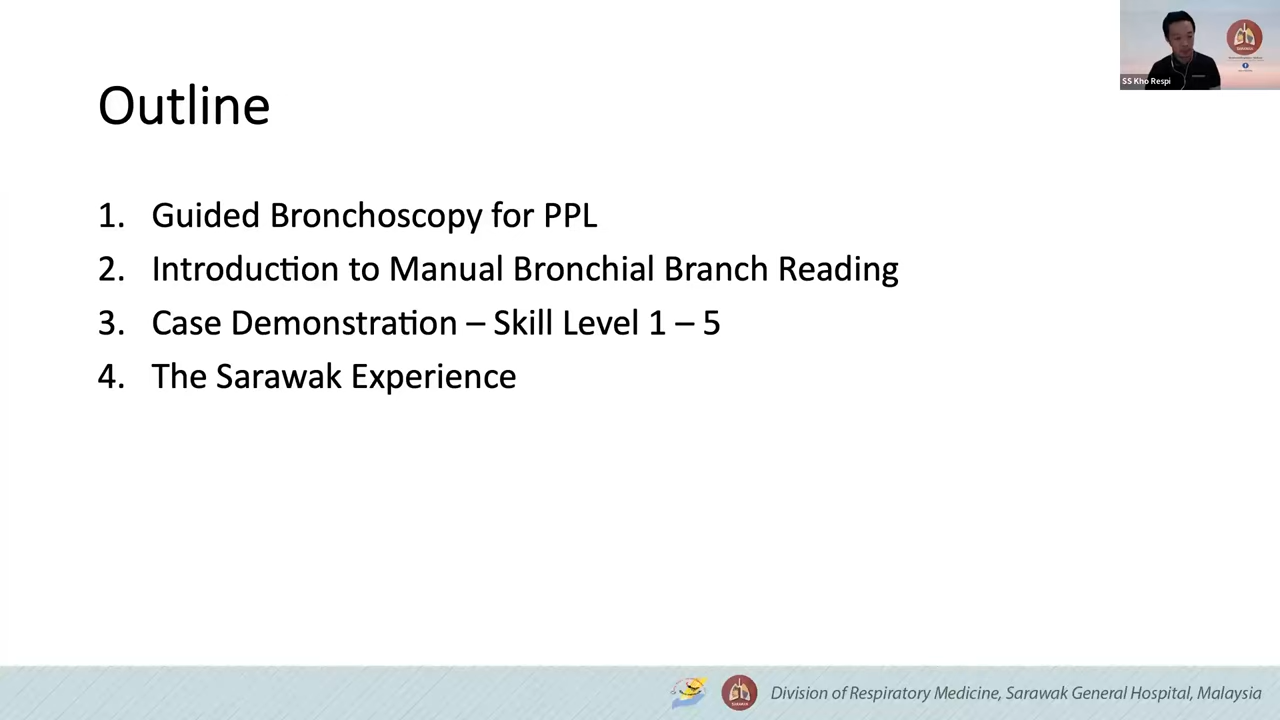 SS Kho Respi
Outline
1. Guided Bronchoscopy for PPL
2. Introduction to Manual Bronchial Branch Reading
3. Case Demonstration – Skill Level 1 – 5
4. The Sarawak Experience
Division of Respiratory Medicine, Sarawak General Hospital, Malaysia